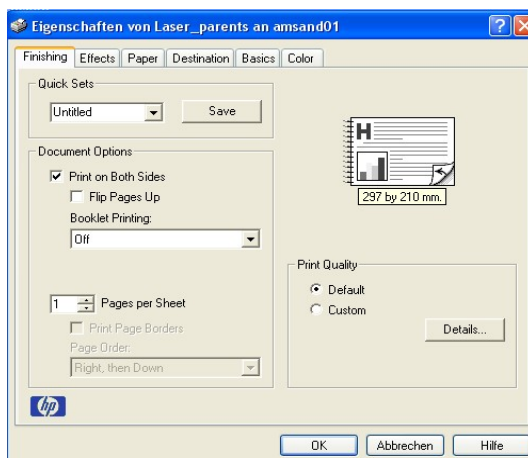 Eigenschaften von Laser_parents an amsand01
Finishing Effects Paper Destination Basics Color
Quick Sets
Untitled Save
Document Options
Print on Both Sides
Flip Pages Up
Booklet Printing:
Off
1 Pages per Sheet
Print Page Borders
Page Order:
Right, then Down
H
297 by 210 mm.
Print Quality
Default
Custom
Details...
hp
OK Abbrechen Hilfe